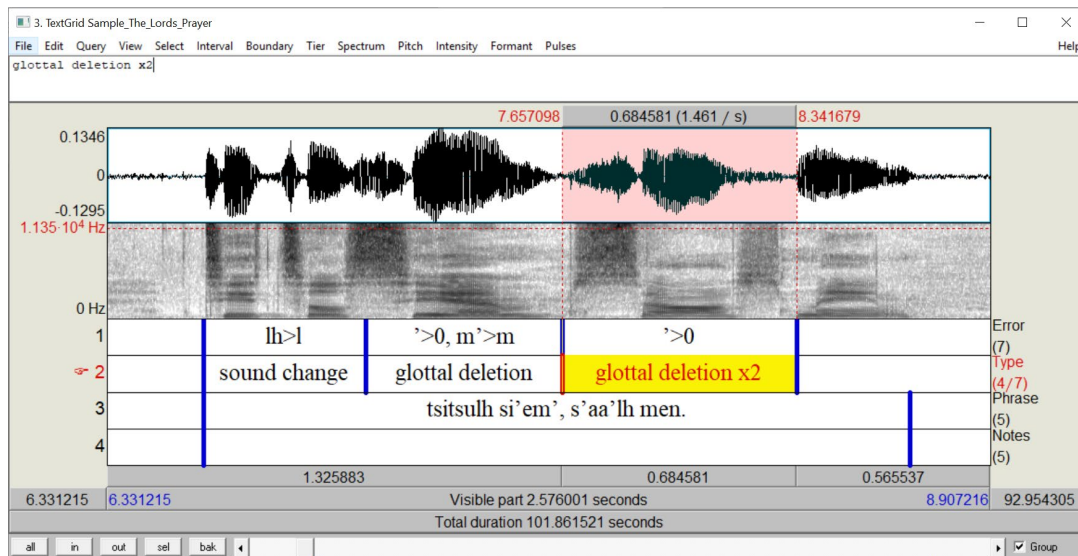 3. TextGrid Sample_The_Lords_Prayer
File Edit Query View Select Interval Boundary Tier Spectrum Pitch Intensity Formant Pulses Help
glottal deletion x2
7.657098 0.684581 (1.461 / s) 8.341679
0.1346
0
-0.1295
1.135·10⁴ Hz
0 Hz
1 lh>l ’>0, m’>m ’>0 Error (7)
☞ 2 sound change glottal deletion glottal deletion x2 Type (4/7)
3 tsitsulh si’em’, s’aa’lh men. Phrase (5)
4 Notes (5)
1.325883 0.684581 0.565537
6.331215 6.331215 Visible part 2.576001 seconds 8.907216 92.954305
Total duration 101.861521 seconds
all in out sel bak Group